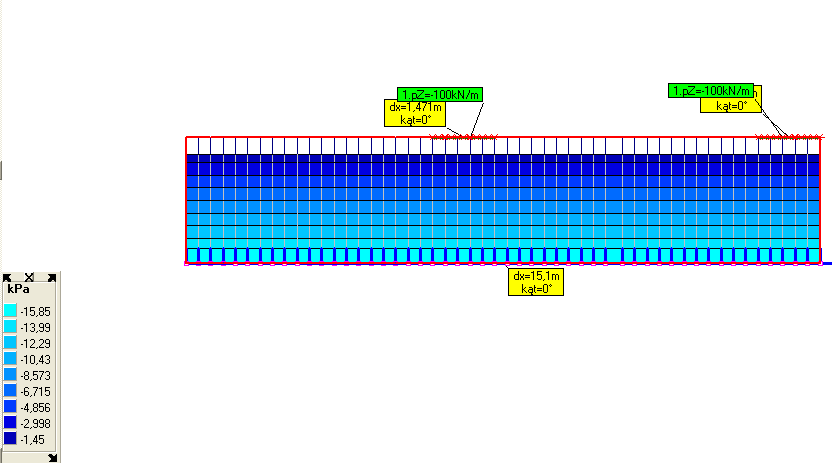 1.pZ=-100kN/m
dx=1,471m
kąt=0°
1.pZ=-100kN/m
kąt=0°
dx=15,1m
kąt=0°
kPa
-15,85
-13,99
-12,29
-10,43
-8,573
-6,715
-4,856
-2,998
-1,45